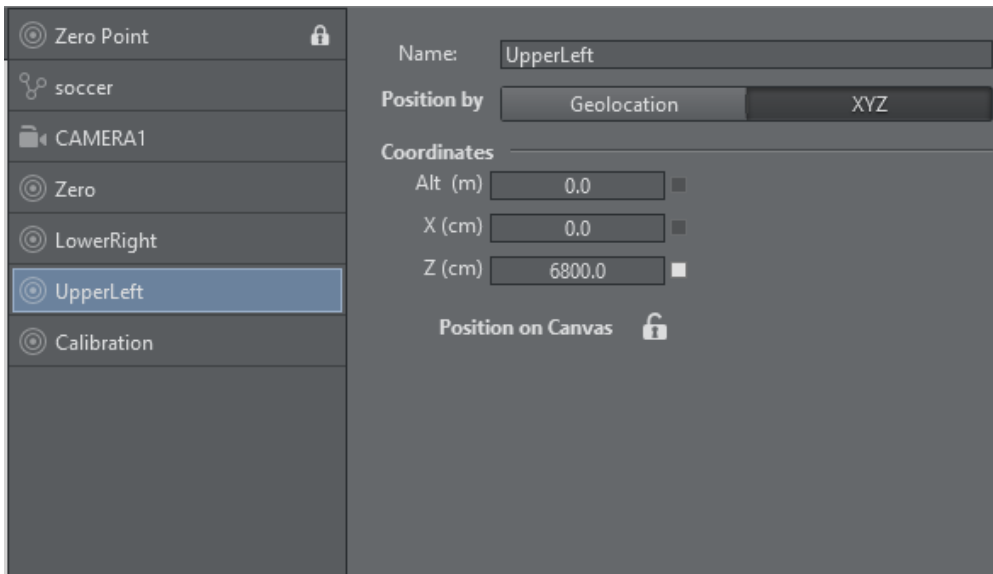 Zero Point
soccer
CAMERA1
Zero
LowerRight
UpperLeft
Calibration
Name: UpperLeft
Position by Geolocation XYZ
Coordinates
Alt (m) 0.0
X (cm) 0.0
Z (cm) 6800.0
Position on Canvas